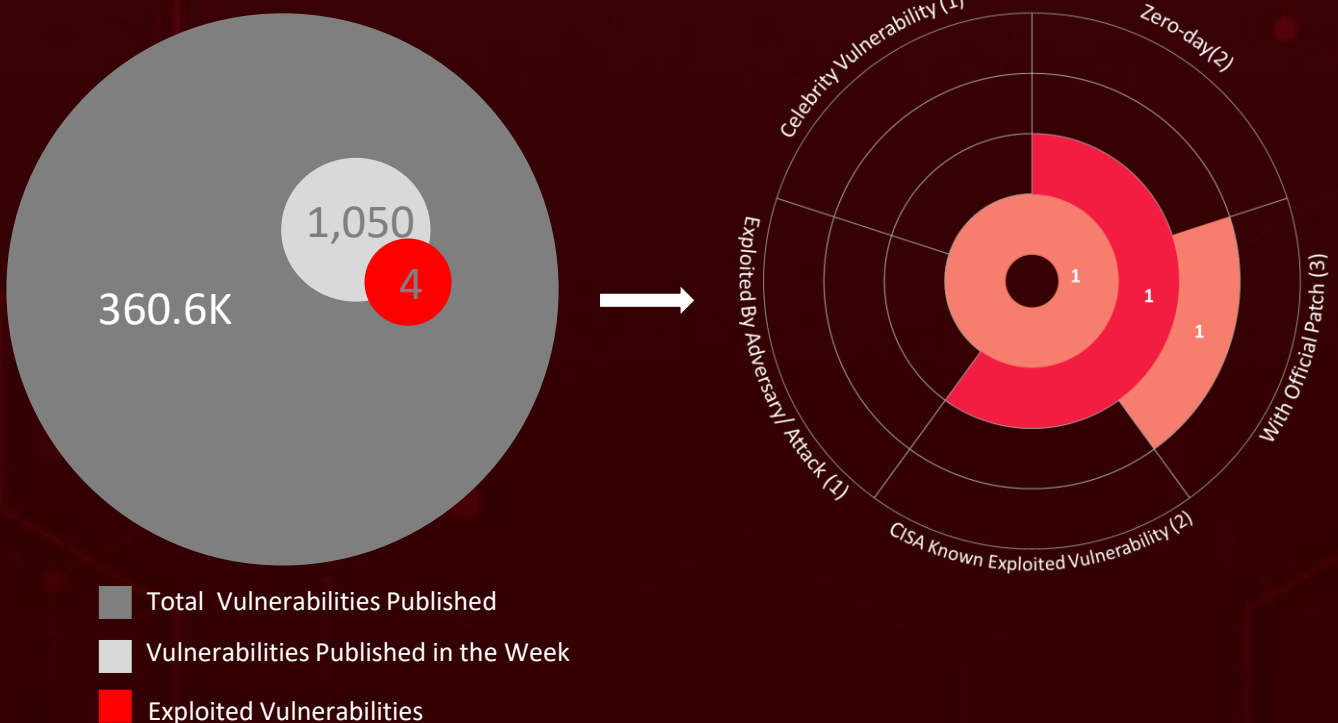 1,050
4
360.6K
Total Vulnerabilities Published
Vulnerabilities Published in the Week
Exploited Vulnerabilities
Celebrity Vulnerability (1)
Zero-day(2)
With Official Patch (3)
CISA Known Exploited Vulnerability (2)
Exploited By Adversary/ Attack (1)
1
1
1